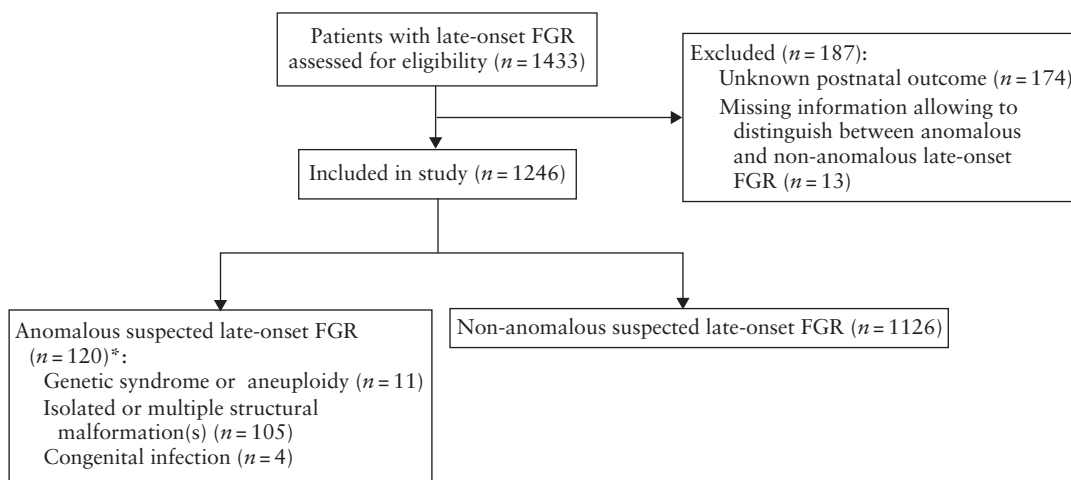 Patients with late-onset FGR
assessed for eligibility (n = 1433)
Excluded (n = 187):
Unknown postnatal outcome (n = 174)
Missing information allowing to
distinguish between anomalous
and non-anomalous late-onset
FGR (n = 13)
Included in study (n = 1246)
Anomalous suspected late-onset FGR
(n = 120)*:
Genetic syndrome or aneuploidy (n = 11)
Isolated or multiple structural
malformation(s) (n = 105)
Congenital infection (n = 4)
Non-anomalous suspected late-onset FGR (n = 1126)